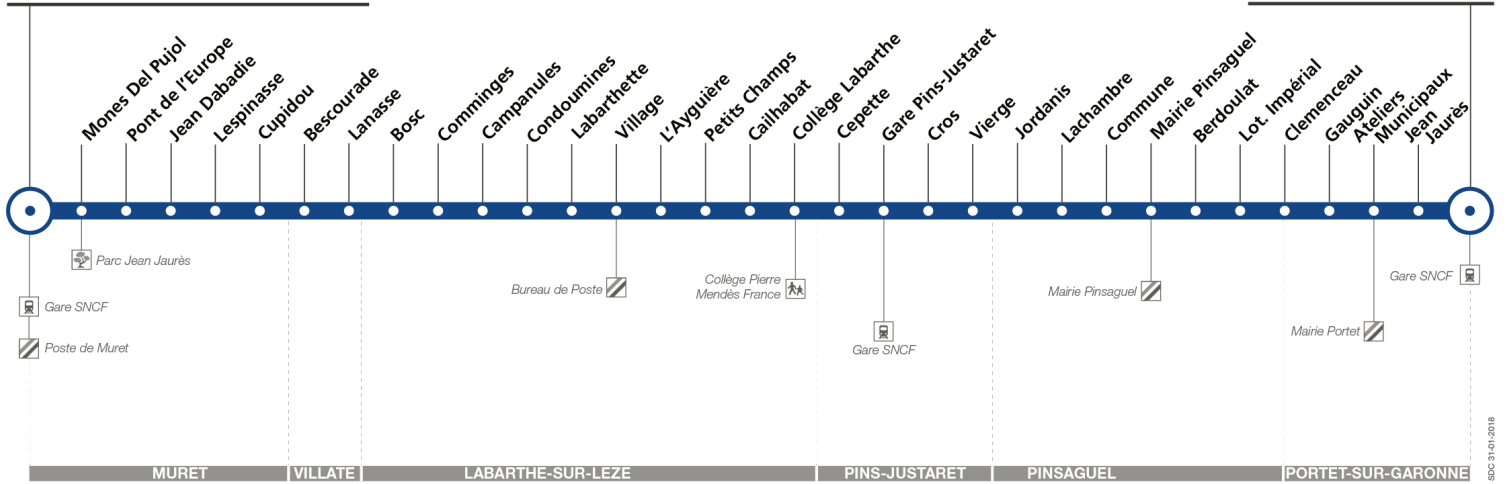 Mones Del Pujol
Pont de l'Europe
Jean Dabadie
Lespinasse
Cupidou
Bescourade
Lanasse
Bosc
Comminges
Campanules
Condoumines
Labarthette
Village
L'Ayguière
Petits Champs
Cailhabat
Collège Labarthe
Cepette
Gare Pins-Justaret
Cros
Vierge
Jordanis
Lachambre
Commune
Mairie Pinsaguel
Berdoulat
Lot. Impérial
Clemenceau
Gauguin
Ateliers
Municipaux
Jean
Jaurès
Parc Jean Jaurès
Gare SNCF
Poste de Muret
Bureau de Poste
Collège Pierre
Mendès France
Gare SNCF
Mairie Pinsaguel
Mairie Portet
Gare SNCF
MURET
VILLATE
LABARTHE-SUR-LEZE
PINS-JUSTARET
PINSAGUEL
PORTET-SUR-GARONNE
SDC 31-01-2018